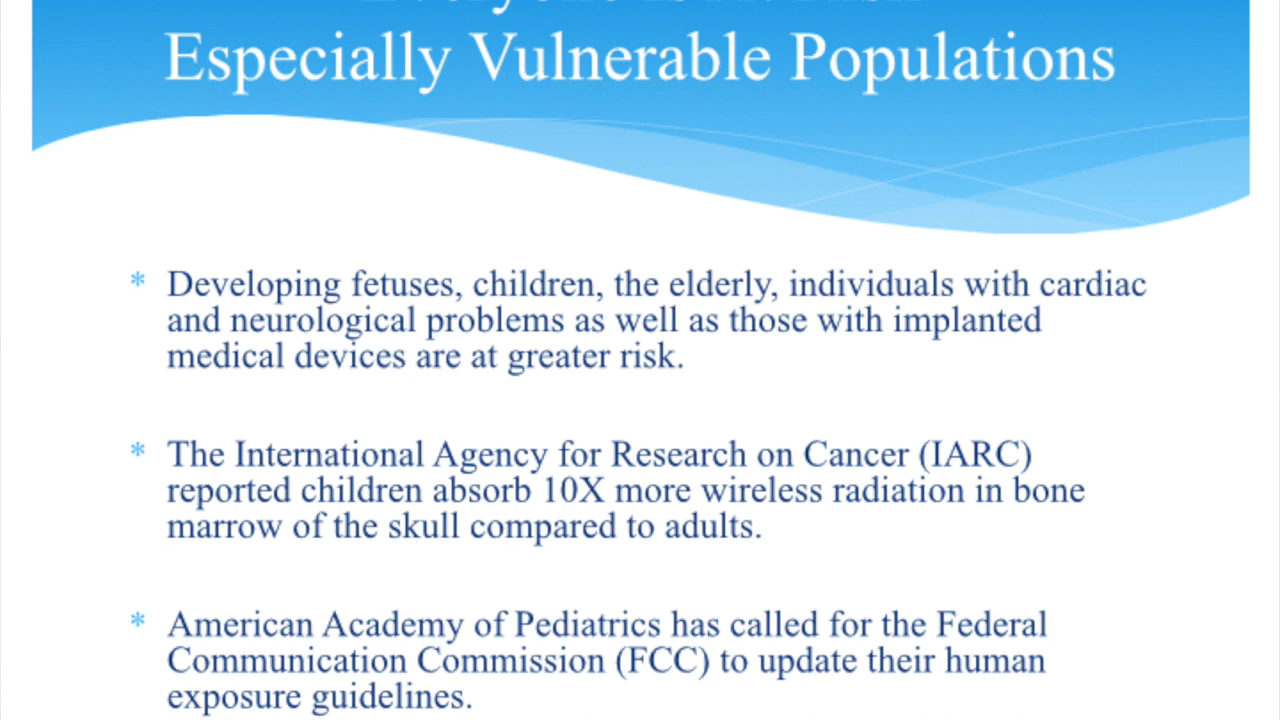 Especially Vulnerable Populations
* Developing fetuses, children, the elderly, individuals with cardiac
and neurological problems as well as those with implanted
medical devices are at greater risk.
* The International Agency for Research on Cancer (IARC)
reported children absorb 10X more wireless radiation in bone
marrow of the skull compared to adults.
* American Academy of Pediatrics has called for the Federal
Communication Commission (FCC) to update their human
exposure guidelines.